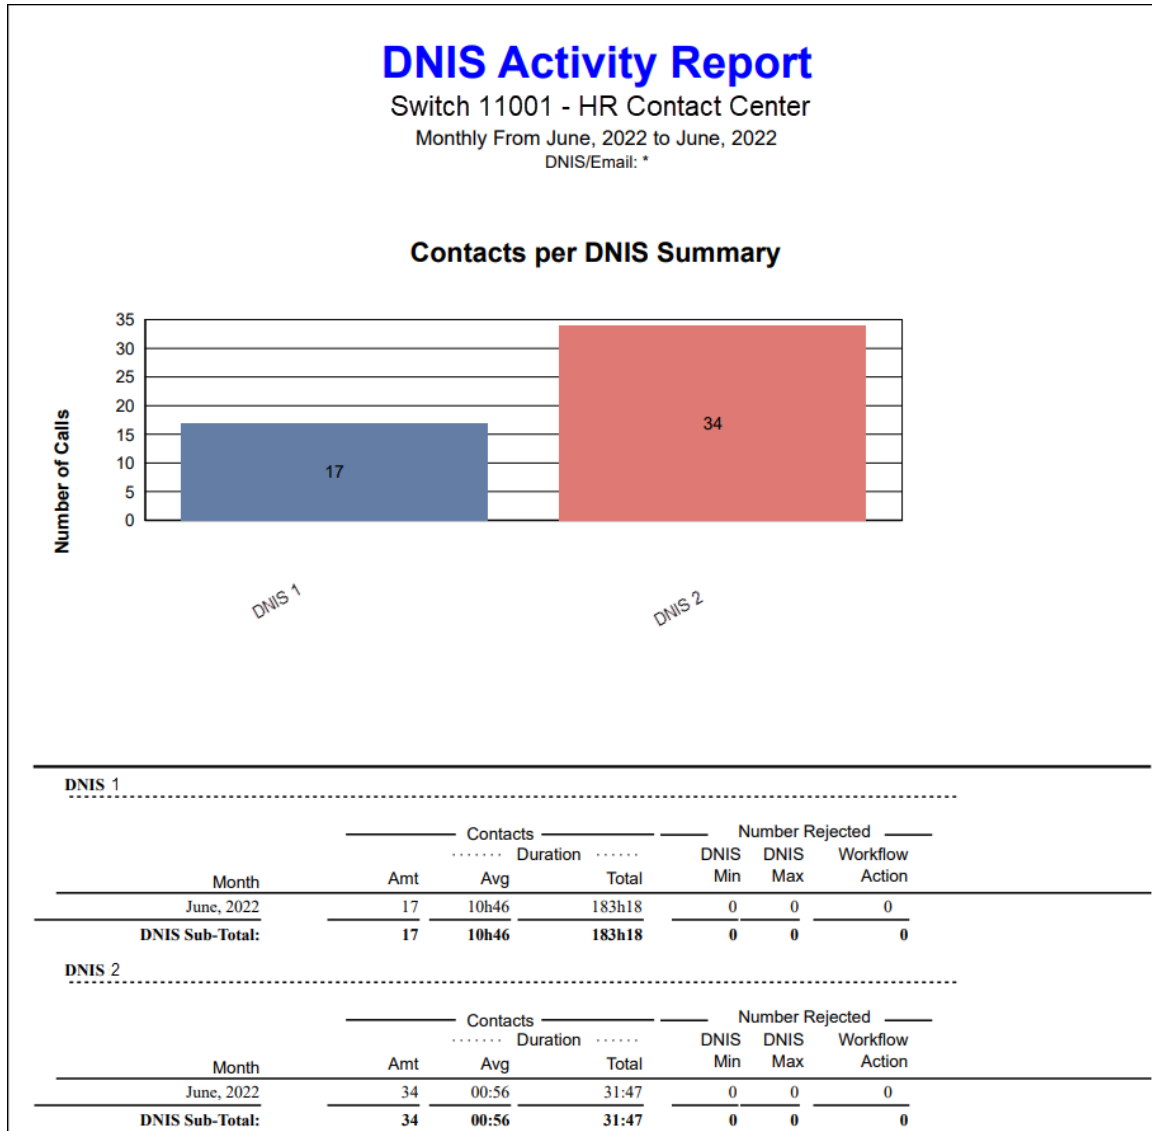 DNIS Activity Report
Switch 11001 - HR Contact Center
Monthly From June, 2022 to June, 2022
DNIS/Email: *
Contacts per DNIS Summary
Number of Calls
35
30
25
20
15
10
5
0
17
34
DNIS 1
DNIS 2
DNIS 1
Contacts Number Rejected
Duration DNIS DNIS Workflow
Month Amt Avg Total Min Max Action
June, 2022 17 10h46 183h18 0 0 0
DNIS Sub-Total: 17 10h46 183h18 0 0 0
DNIS 2
Contacts Number Rejected
Duration DNIS DNIS Workflow
Month Amt Avg Total Min Max Action
June, 2022 34 00:56 31:47 0 0 0
DNIS Sub-Total: 34 00:56 31:47 0 0 0